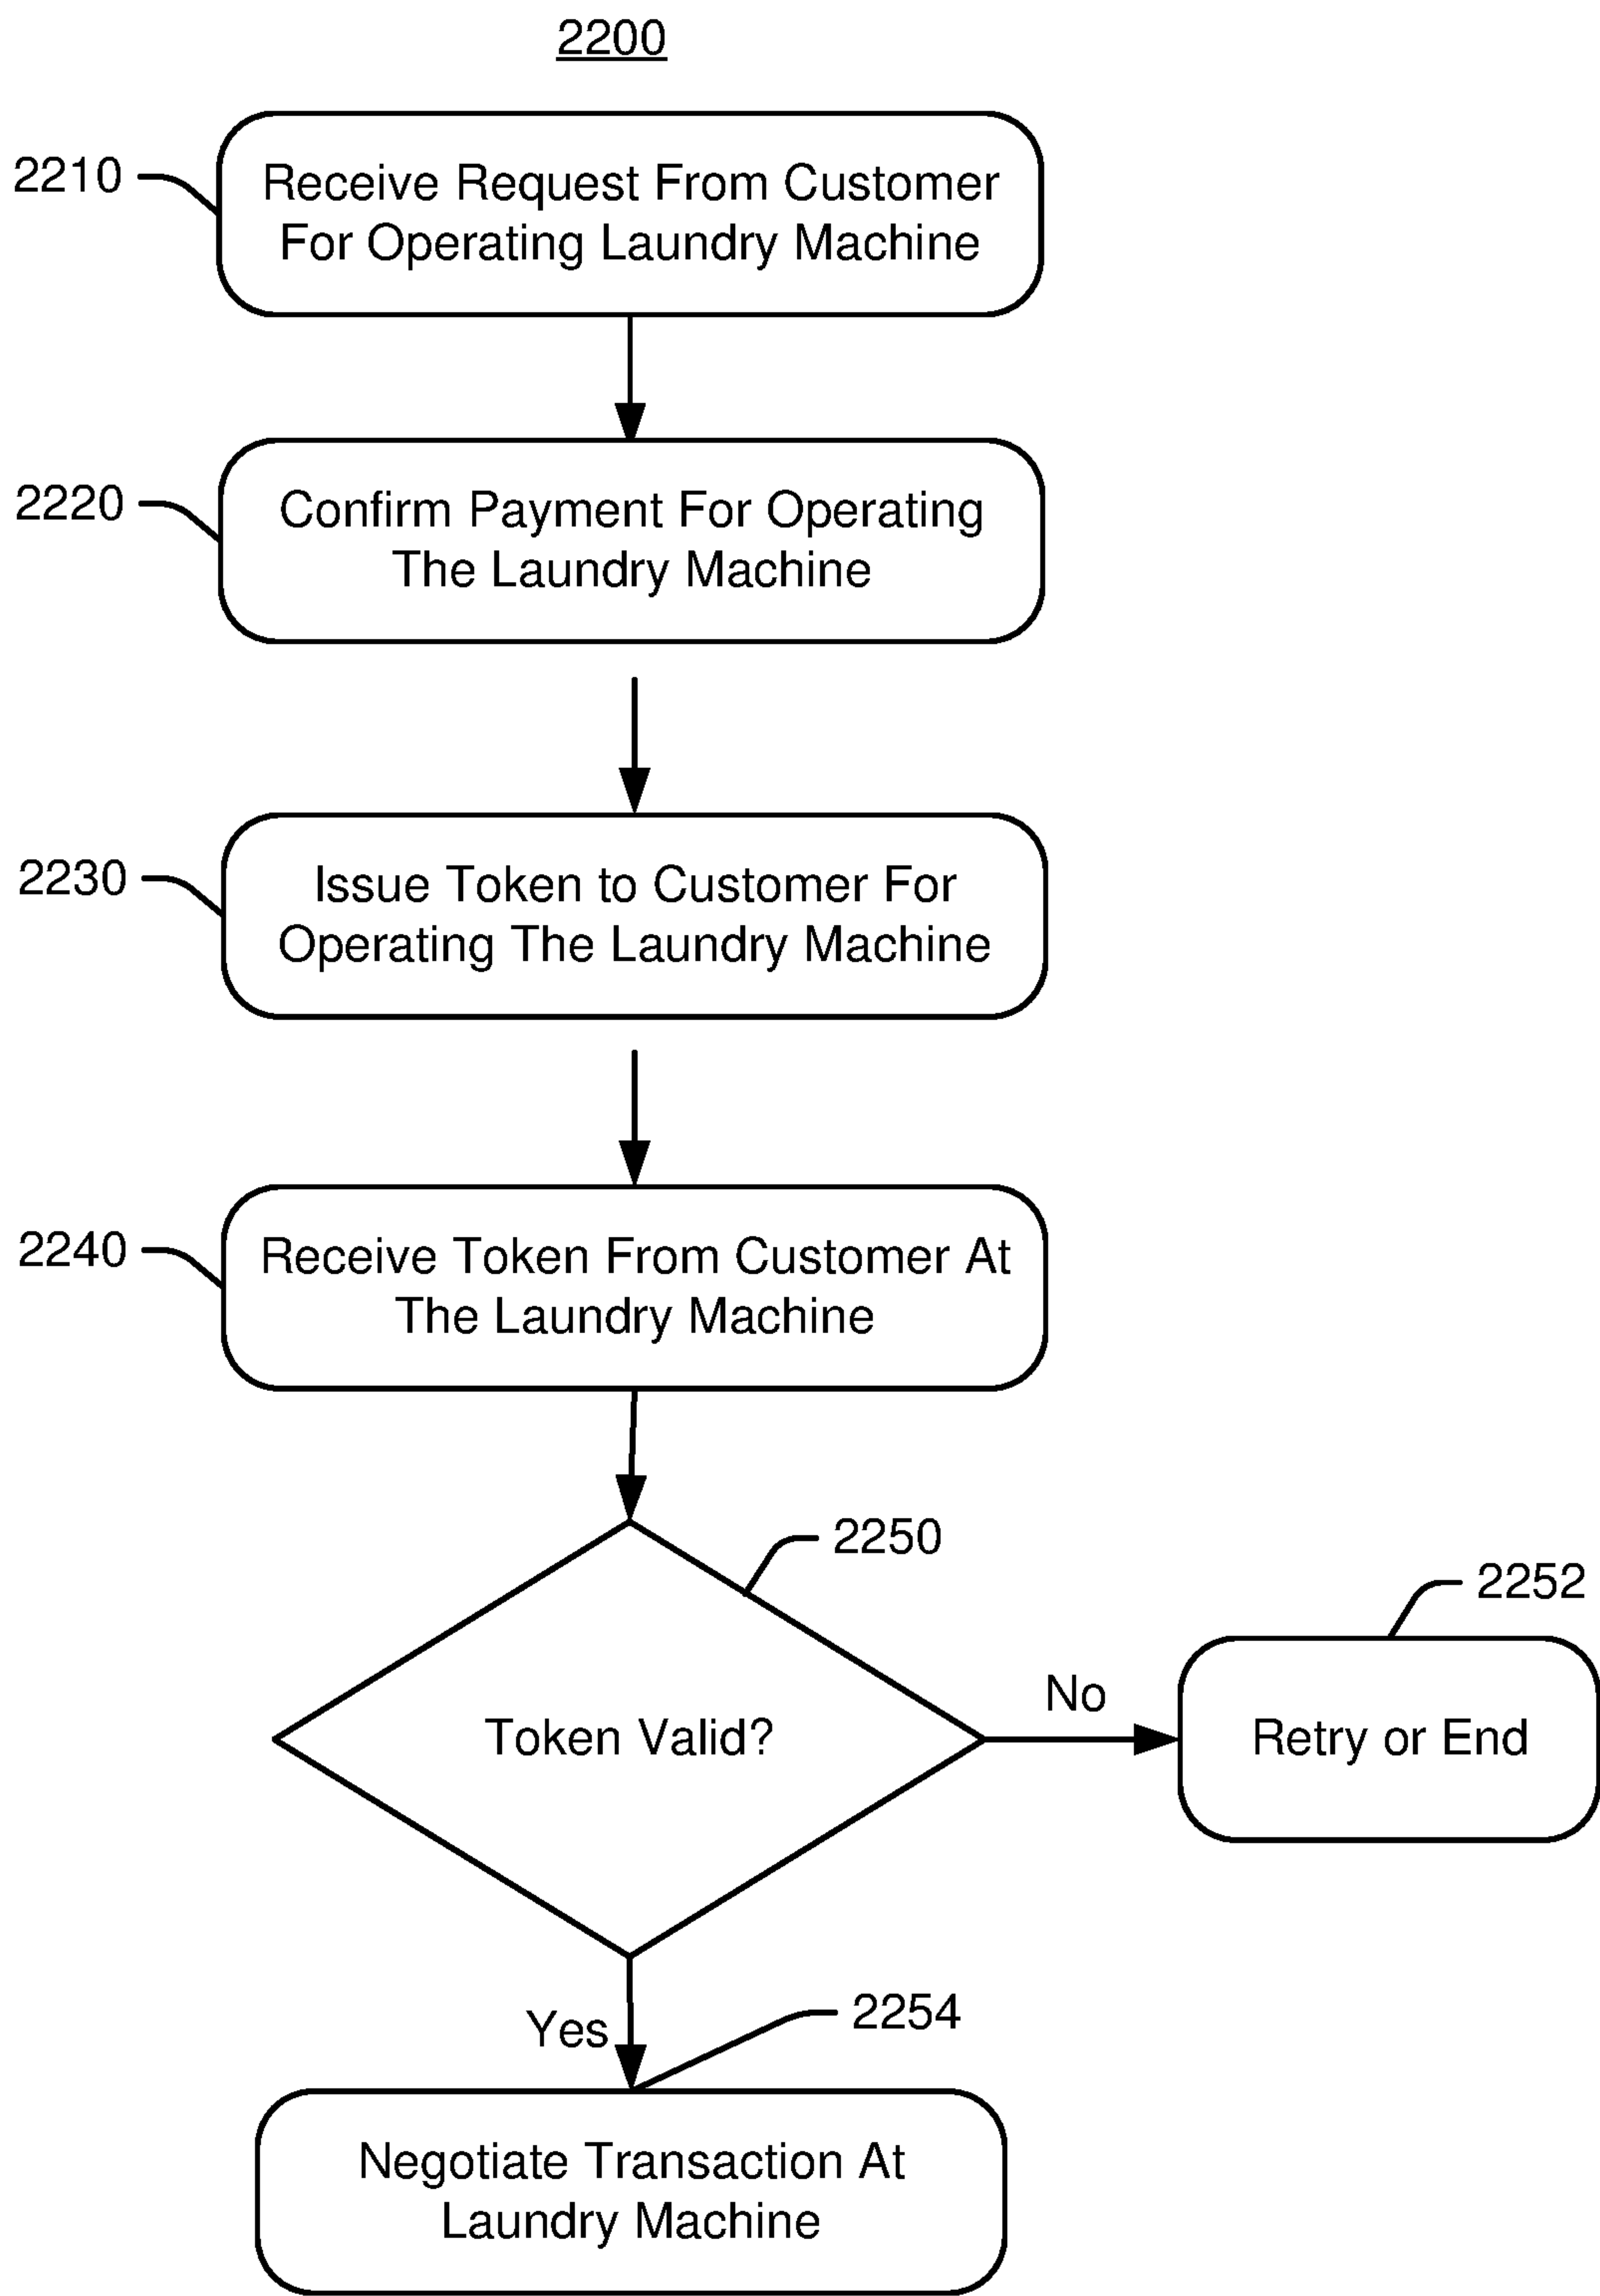 2200
2210
Receive Request From Customer
For Operating Laundry Machine
2220
Confirm Payment For Operating
The Laundry Machine
2230
Issue Token to Customer For
Operating The Laundry Machine
2240
Receive Token From Customer At
The Laundry Machine
2250
2252
Token Valid?
No
Retry or End
Yes
2254
Negotiate Transaction At
Laundry Machine